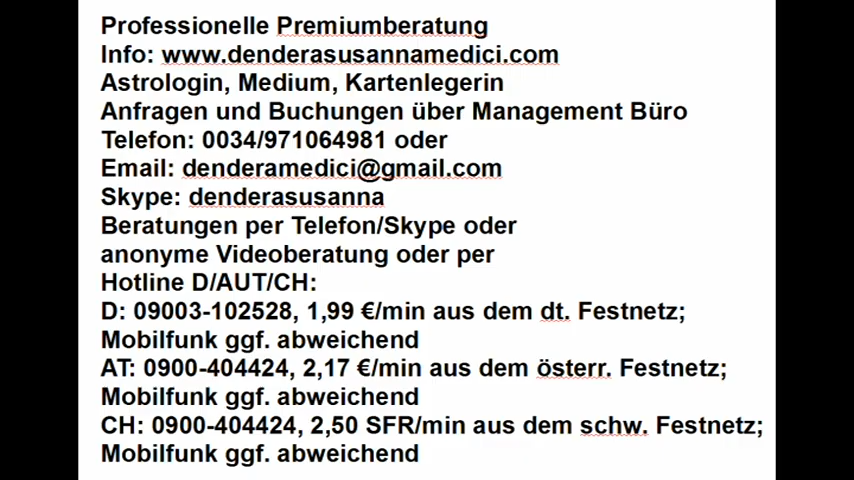 Professionelle Premiumberatung
Info: www.denderasusannamedici.com
Astrologin, Medium, Kartenlegerin
Anfragen und Buchungen über Management Büro
Telefon: 0034/971064981 oder
Email: denderamedici@gmail.com
Skype: denderasusanna
Beratungen per Telefon/Skype oder
anonyme Videoberatung oder per
Hotline D/AUT/CH:
D: 09003-102528, 1,99 €/min aus dem dt. Festnetz;
Mobilfunk ggf. abweichend
AT: 0900-404424, 2,17 €/min aus dem österr. Festnetz;
Mobilfunk ggf. abweichend
CH: 0900-404424, 2,50 SFR/min aus dem schw. Festnetz;
Mobilfunk ggf. abweichend